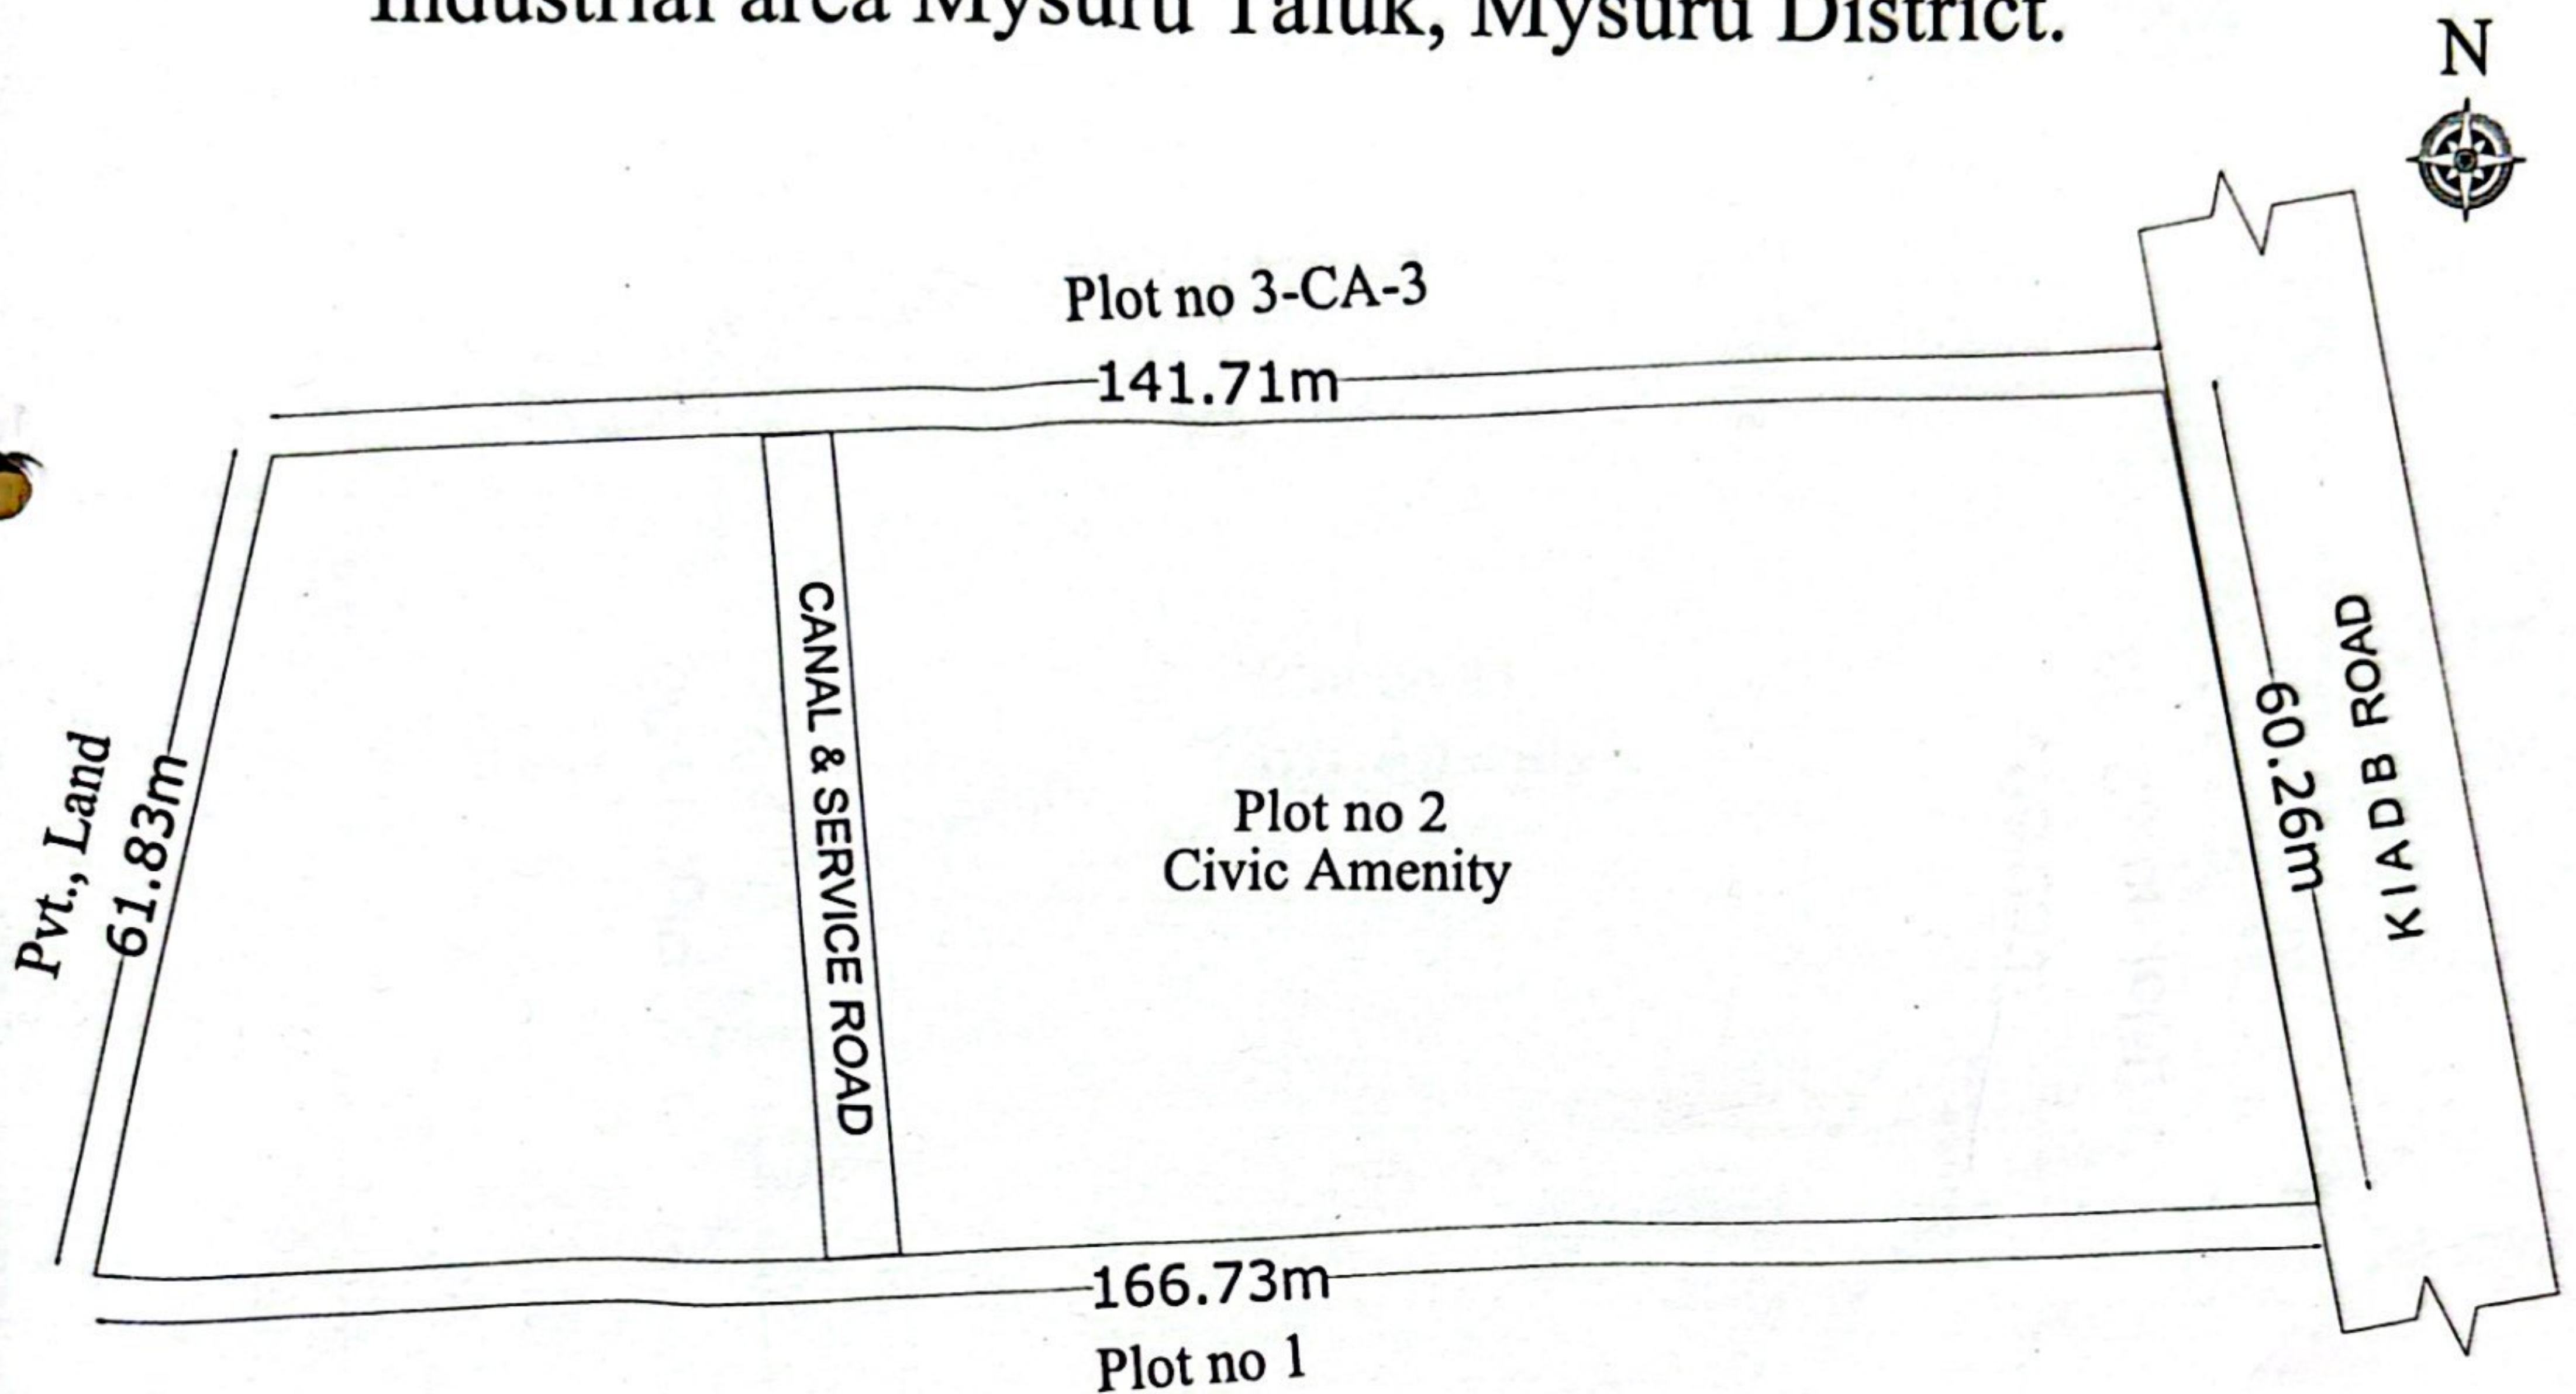 Industrial area Mysuru Taluk, Mysuru District.
N
Plot no 3-CA-3
141.71m
Pvt., Land
61.83m
CANAL & SERVICE ROAD
Plot no 2
Civic Amenity
60.26m
KIADB ROAD
166.73m
Plot no 1